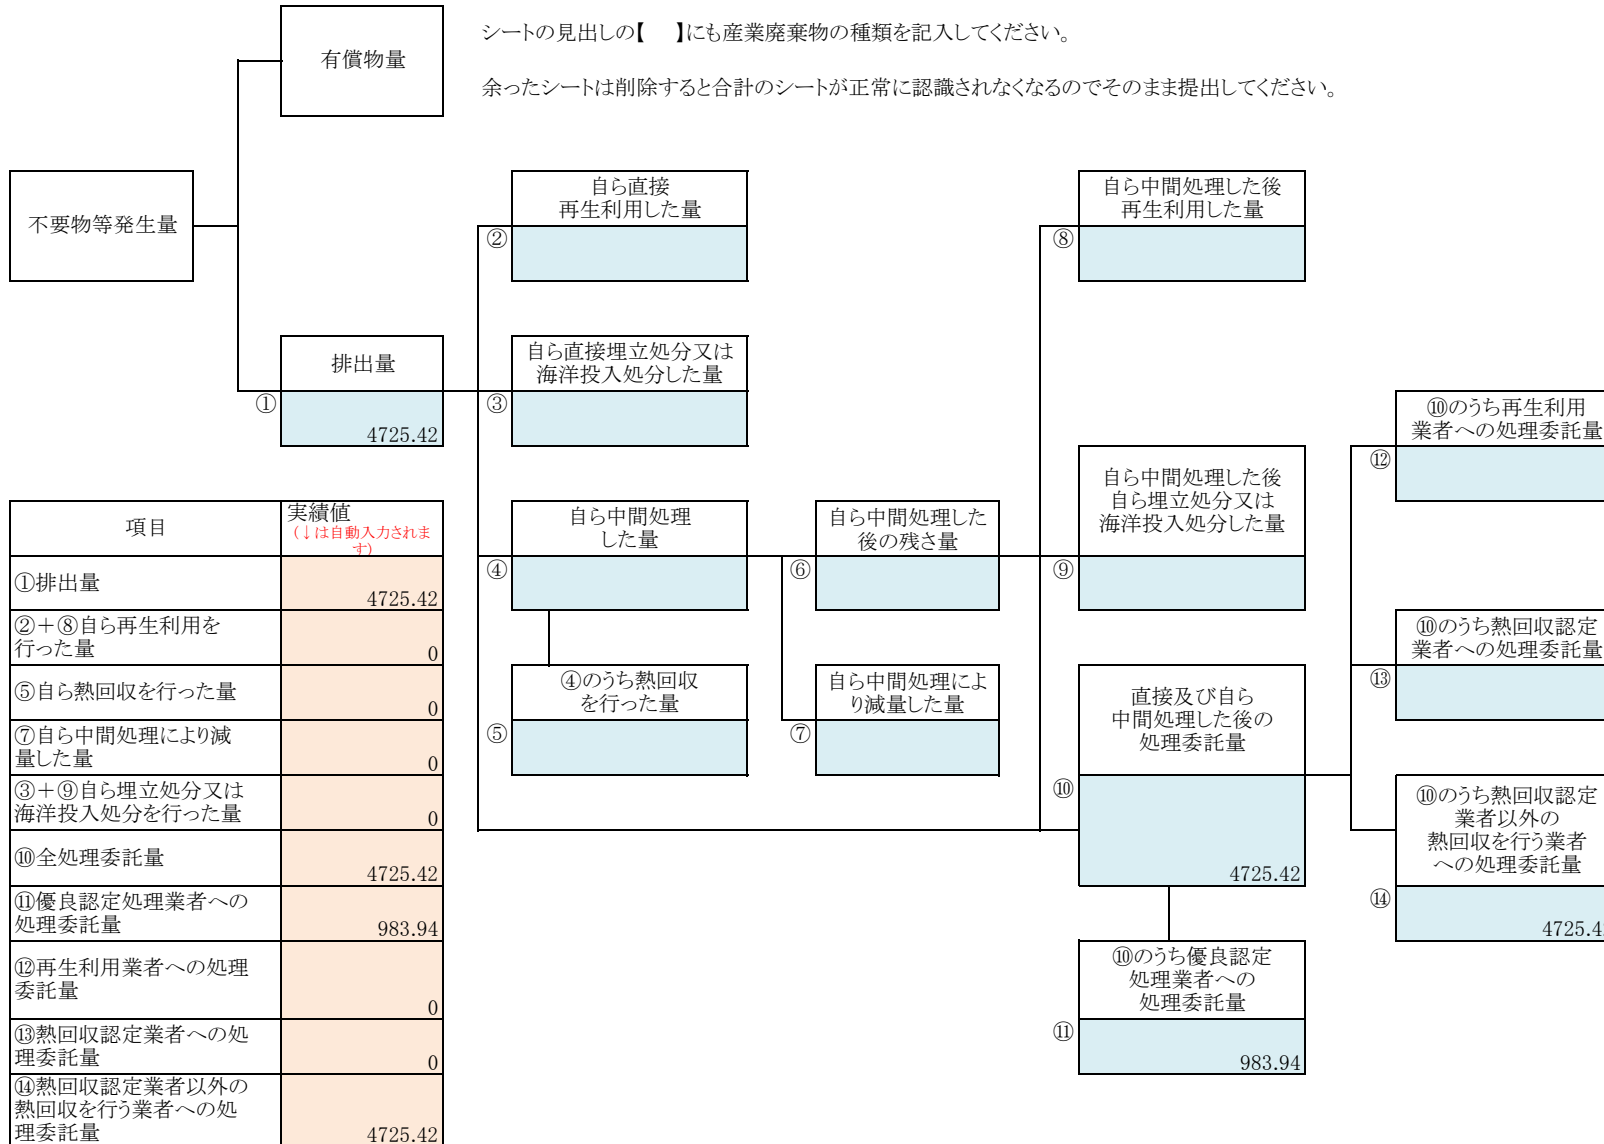 シートの見出しの【　】にも産業廃棄物の種類を記入してください。
有償物量
余ったシートは削除すると合計のシートが正常に認識されなくなるのでそのまま提出してください。
不要物等発生量
自ら直接
再生利用した量
②
自ら中間処理した後
再生利用した量
⑧
排出量
①
4725.42
自ら直接埋立処分又は
海洋投入処分した量
③
⑩のうち再生利用
業者への処理委託量
⑫
自ら中間処理
した量
④
自ら中間処理した
後の残さ量
⑥
自ら中間処理した後
自ら埋立処分又は
海洋投入処分した量
⑨
⑩のうち熱回収認定
業者への処理委託量
⑬
④のうち熱回収
を行った量
⑤
自ら中間処理によ
り減量した量
⑦
直接及び自ら
中間処理した後の
処理委託量
⑩
4725.42
⑩のうち熱回収認定
業者以外の
熱回収を行う業者
への処理委託量
⑭
4725.4
⑩のうち優良認定
処理業者への
処理委託量
⑪
983.94
項目
実績値
(↓は自動入力されま
す)
①排出量
4725.42
②+⑧自ら再生利用を
行った量
0
⑤自ら熱回収を行った量
0
⑦自ら中間処理により減
量した量
0
③+⑨自ら埋立処分又は
海洋投入処分を行った量
0
⑩全処理委託量
4725.42
⑪優良認定処理業者への
処理委託量
983.94
⑫再生利用業者への処理
委託量
0
⑬熱回収認定業者への処
理委託量
0
⑭熱回収認定業者以外の
熱回収を行う業者への処
理委託量
4725.42